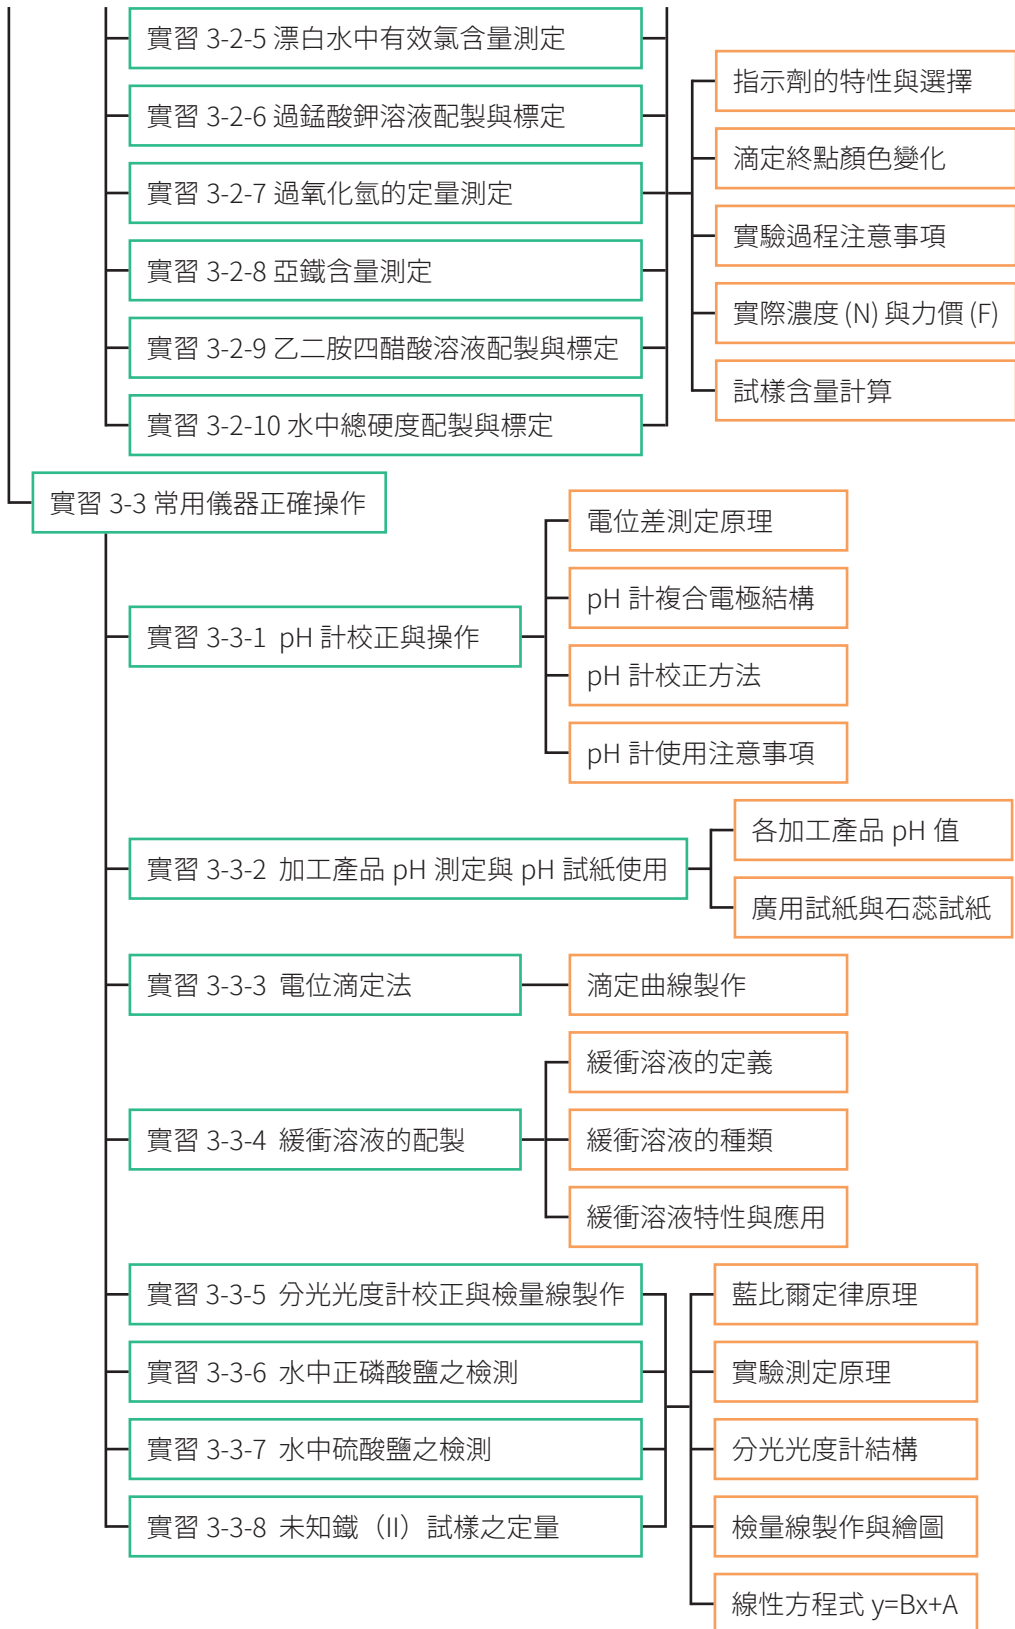 實習 3-2-5 漂白水中有效氯含量測定
實習 3-2-6 過錳酸鉀溶液配製與標定
實習 3-2-7 過氧化氫的定量測定
實習 3-2-8 亞鐵含量測定
實習 3-2-9 乙二胺四醋酸溶液配製與標定
實習 3-2-10 水中總硬度配製與標定
指示劑的特性與選擇
滴定終點顏色變化
實驗過程注意事項
實際濃度 (N) 與力價 (F)
試樣含量計算
實習 3-3 常用儀器正確操作
實習 3-3-1 pH 計校正與操作
電位差測定原理
pH 計複合電極結構
pH 計校正方法
pH 計使用注意事項
實習 3-3-2 加工產品 pH 測定與 pH 試紙使用
各加工產品 pH 值
廣用試紙與石蕊試紙
實習 3-3-3 電位滴定法
滴定曲線製作
實習 3-3-4 緩衝溶液的配製
緩衝溶液的定義
緩衝溶液的種類
緩衝溶液特性與應用
實習 3-3-5 分光光度計校正與檢量線製作
實習 3-3-6 水中正磷酸鹽之檢測
實習 3-3-7 水中硫酸鹽之檢測
實習 3-3-8 未知鐵（II）試樣之定量
藍比爾定律原理
實驗測定原理
分光光度計結構
檢量線製作與繪圖
線性方程式 y=Bx+A